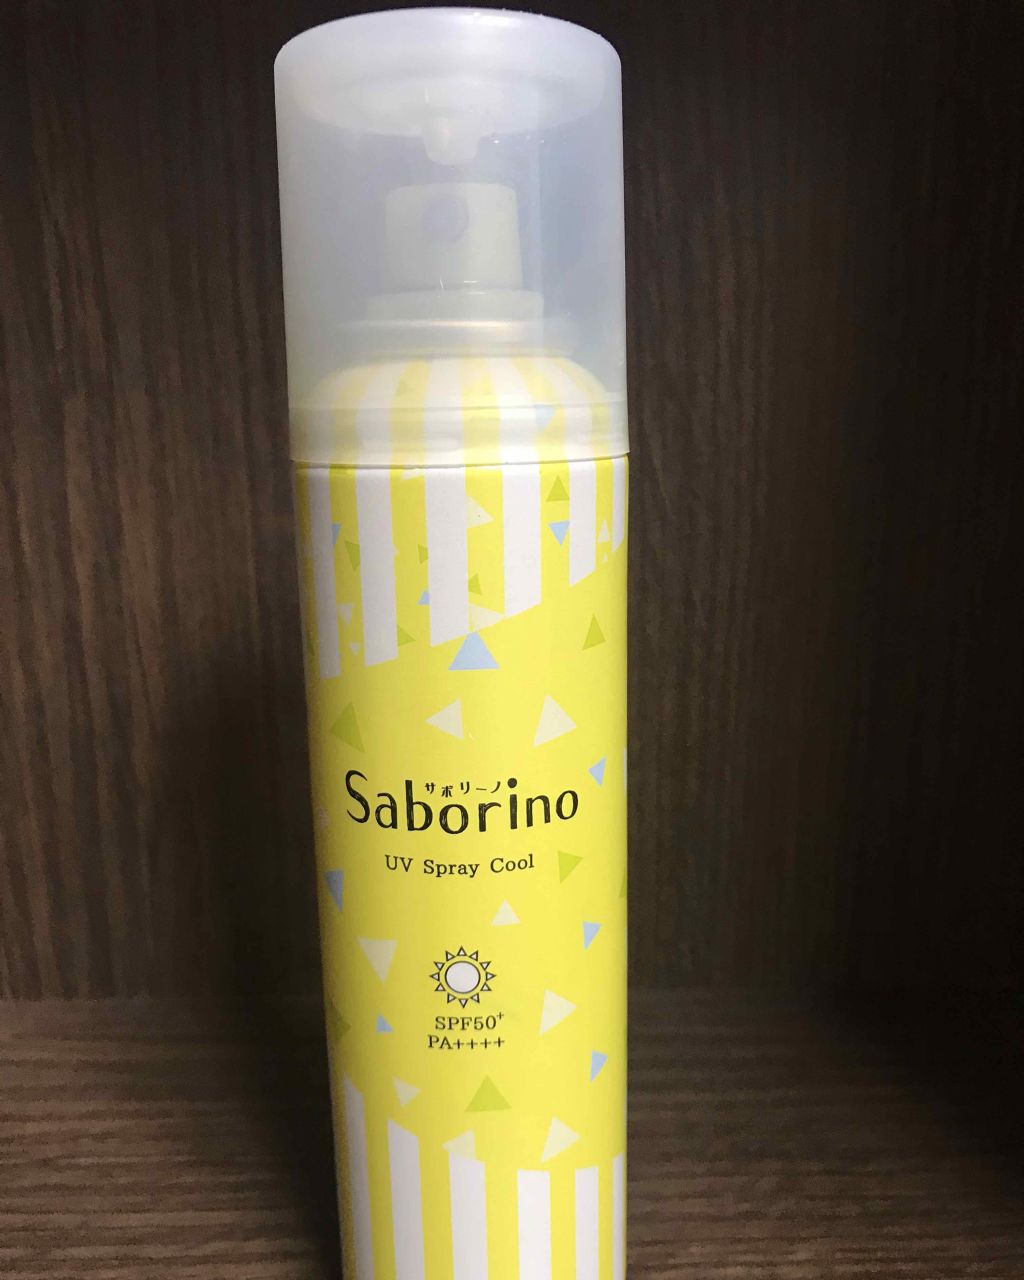 サボリーノ
Saborino
UV Spray Cool
SPF50+
PA++++